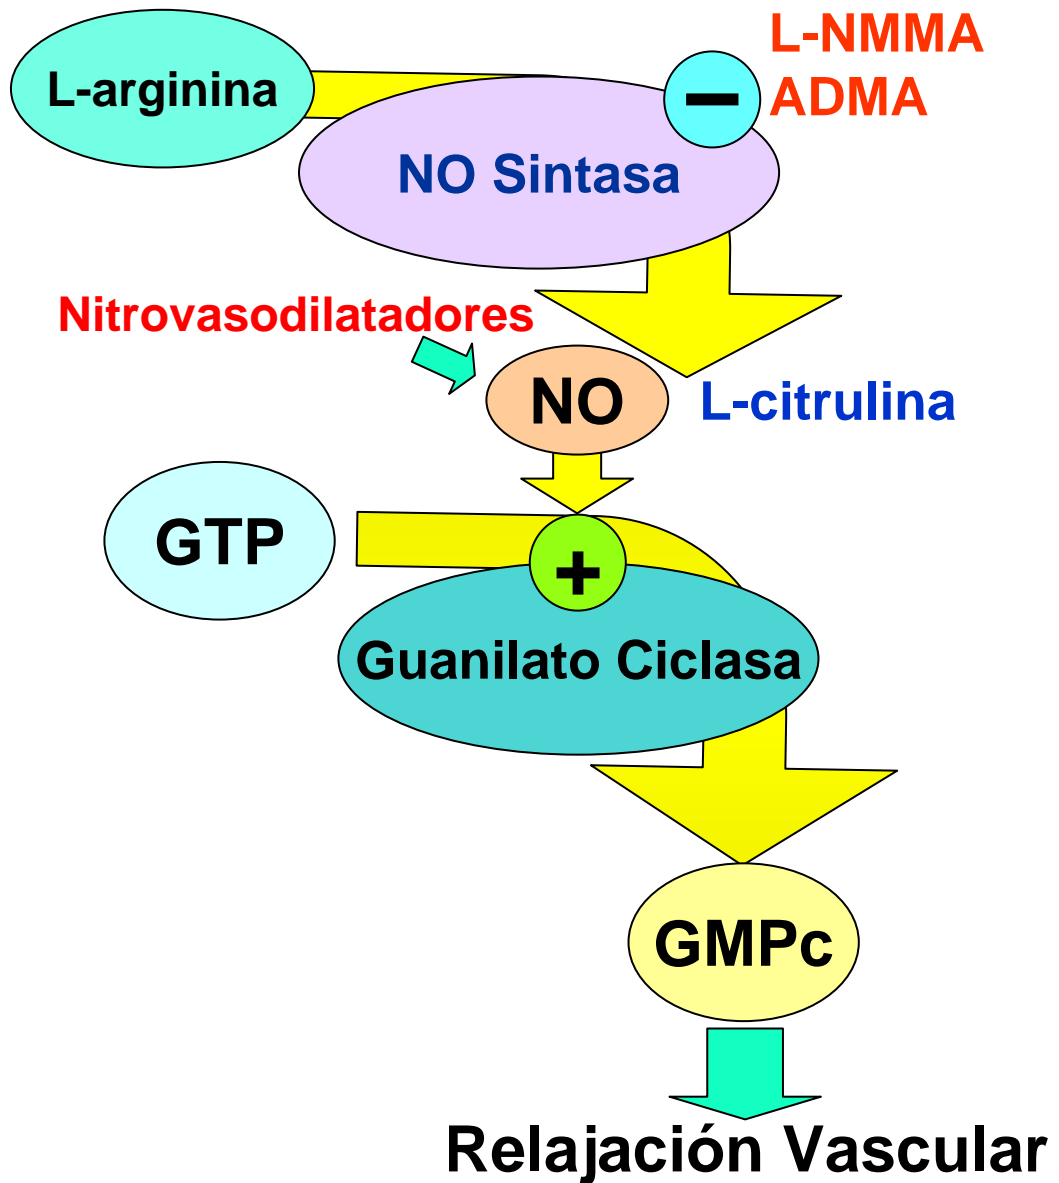 L-NMMA
L-arginina
−
ADMA
NO Sintasa
Nitrovasodilatadores
NO
L-citrulina
GTP
+
Guanilato Ciclasa
GMPc
Relajación Vascular